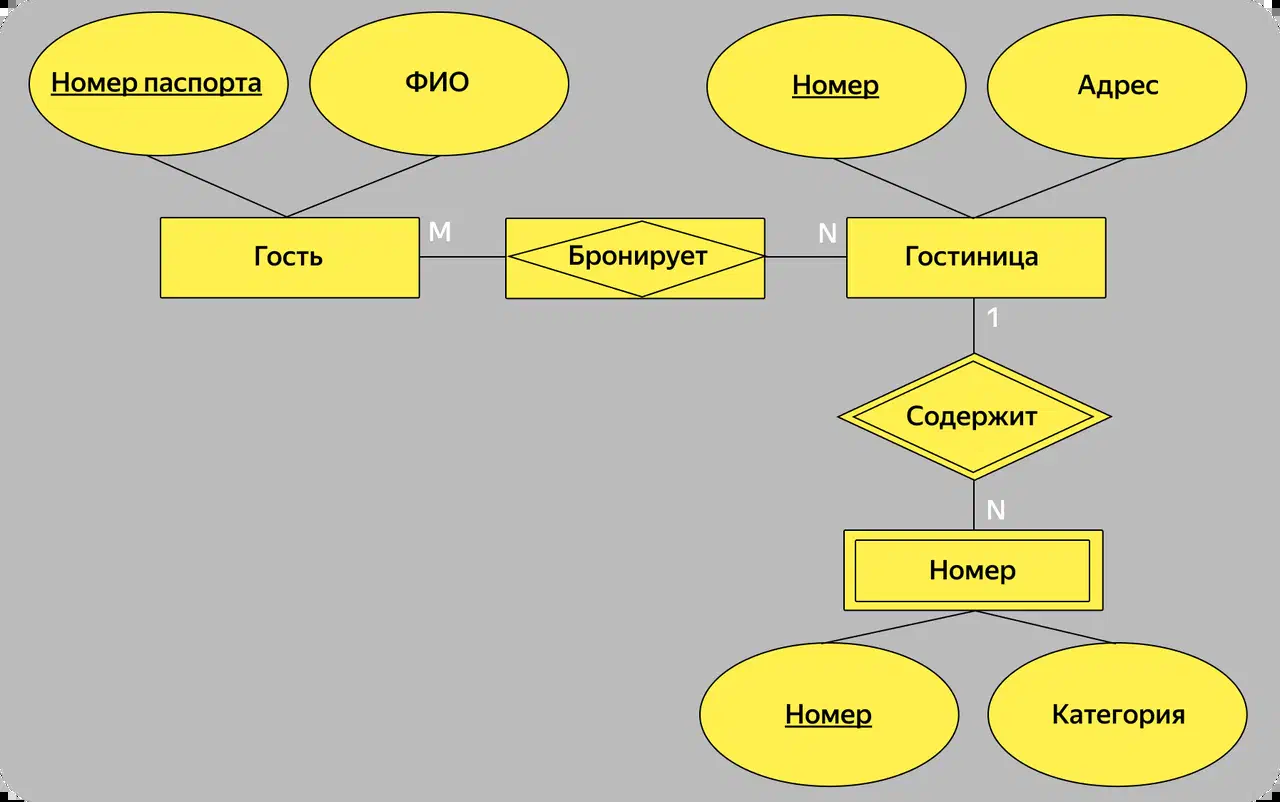 Номер паспорта
ФИО
Номер
Адрес
Гость
M
Бронирует
N
Гостиница
1
Содержит
N
Номер
Номер
Категория